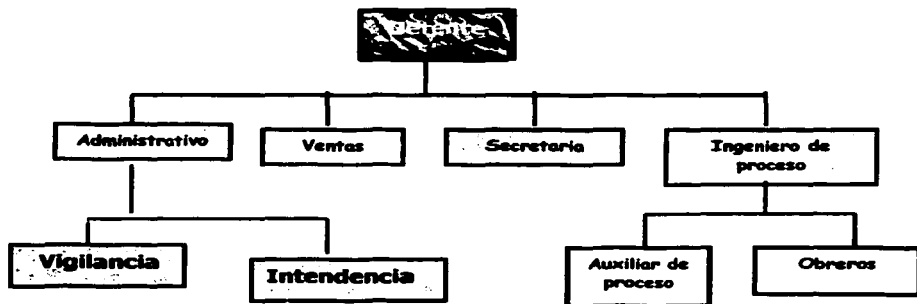 Gerente
Administrativo
Ventas
Secretaria
Ingeniero de
proceso
Vigilancia
Intendencia
Auxiliar de
proceso
Obreros